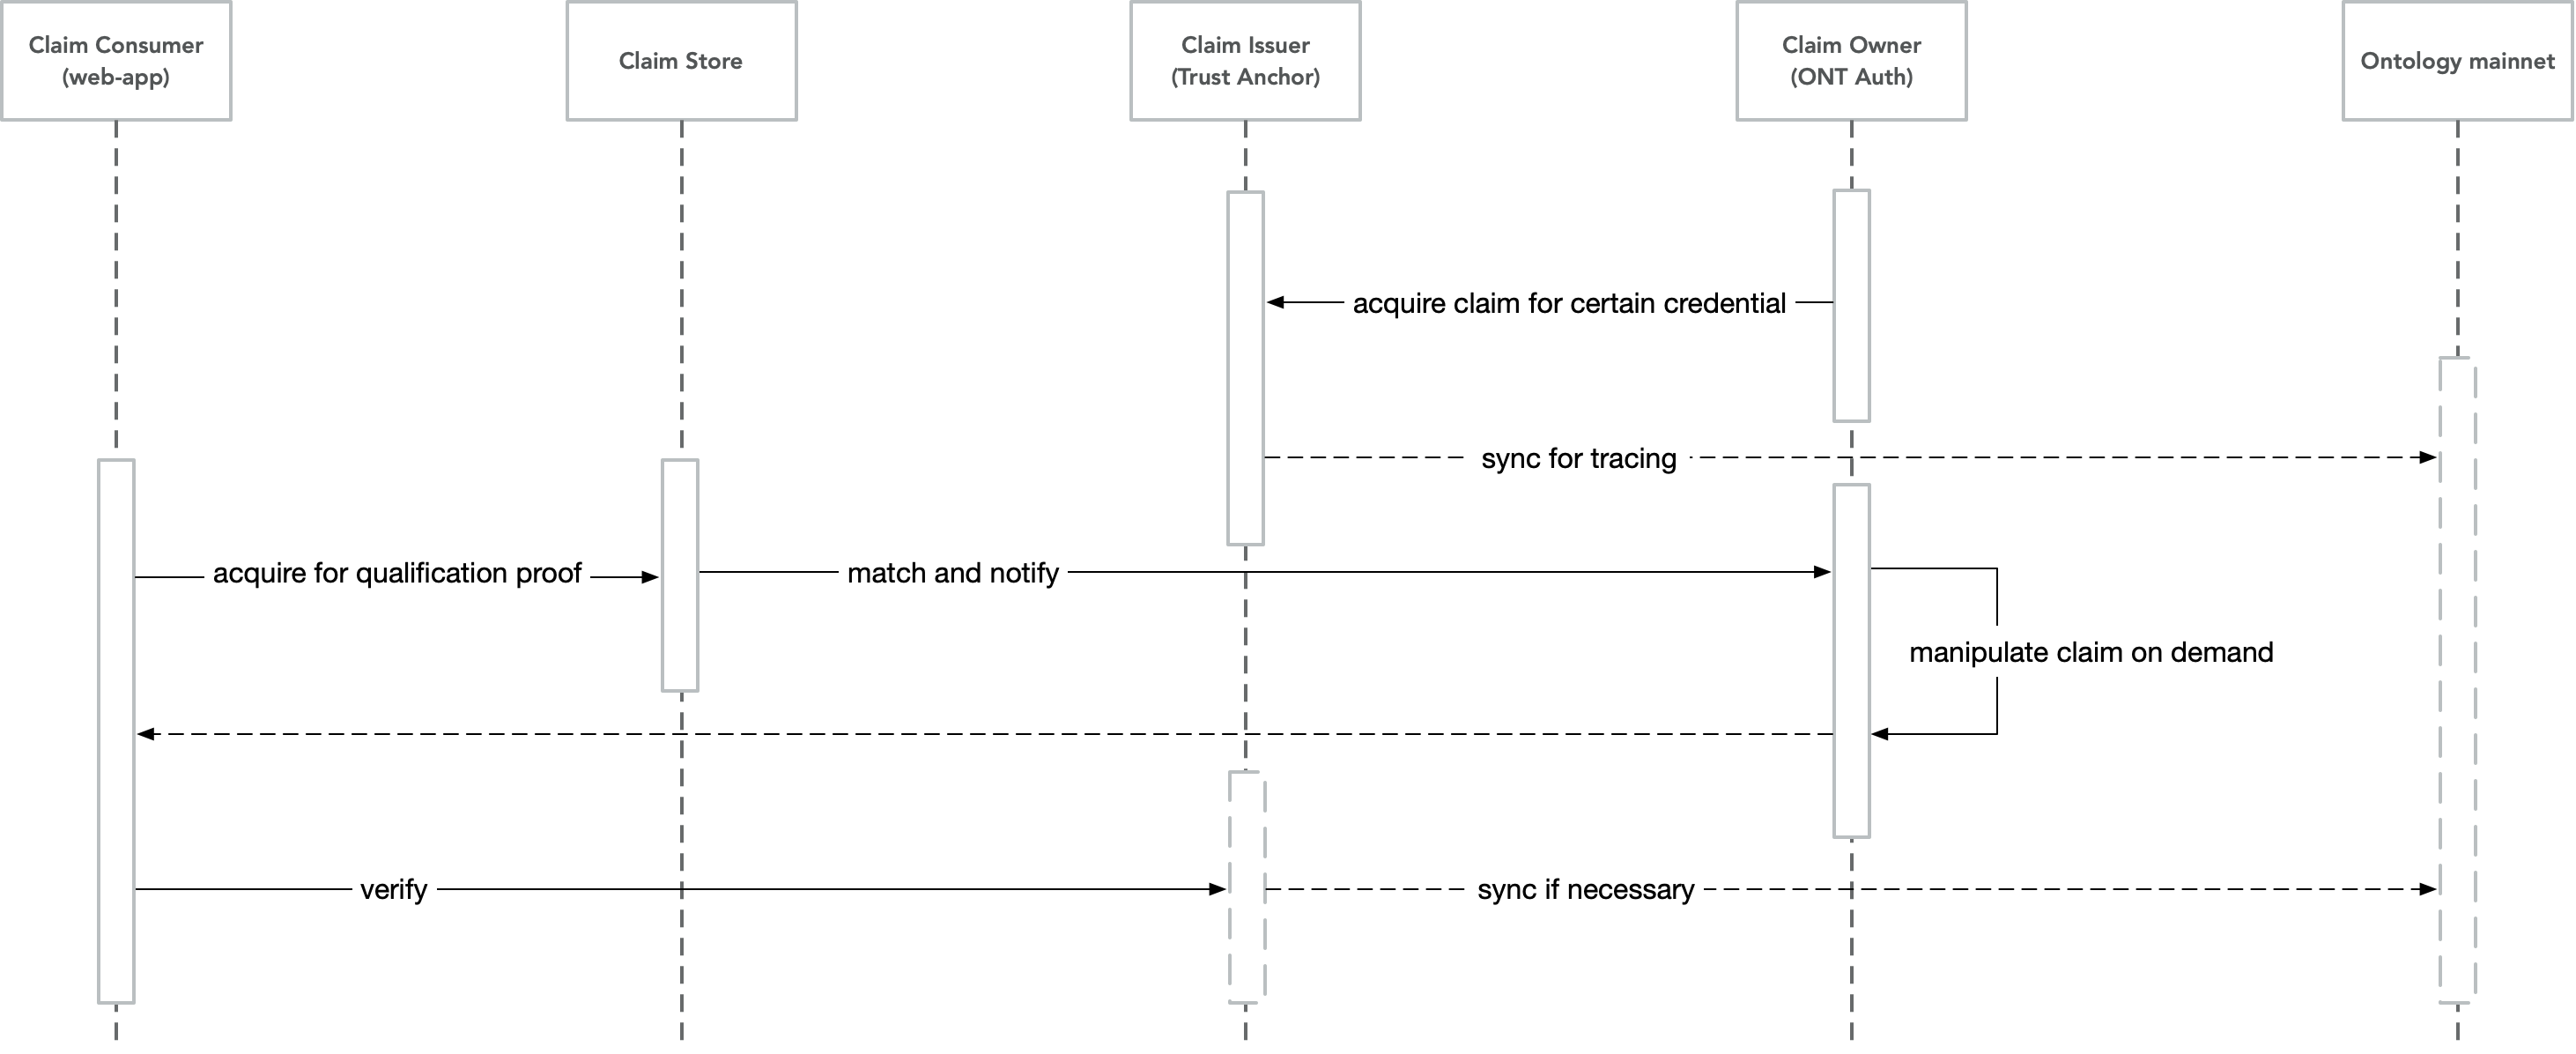 Claim Consumer
(web-app)
Claim Store
Claim Issuer
(Trust Anchor)
Claim Owner
(ONT Auth)
Ontology mainnet
acquire claim for certain credential
sync for tracing
acquire for qualification proof
match and notify
manipulate claim on demand
verify
sync if necessary